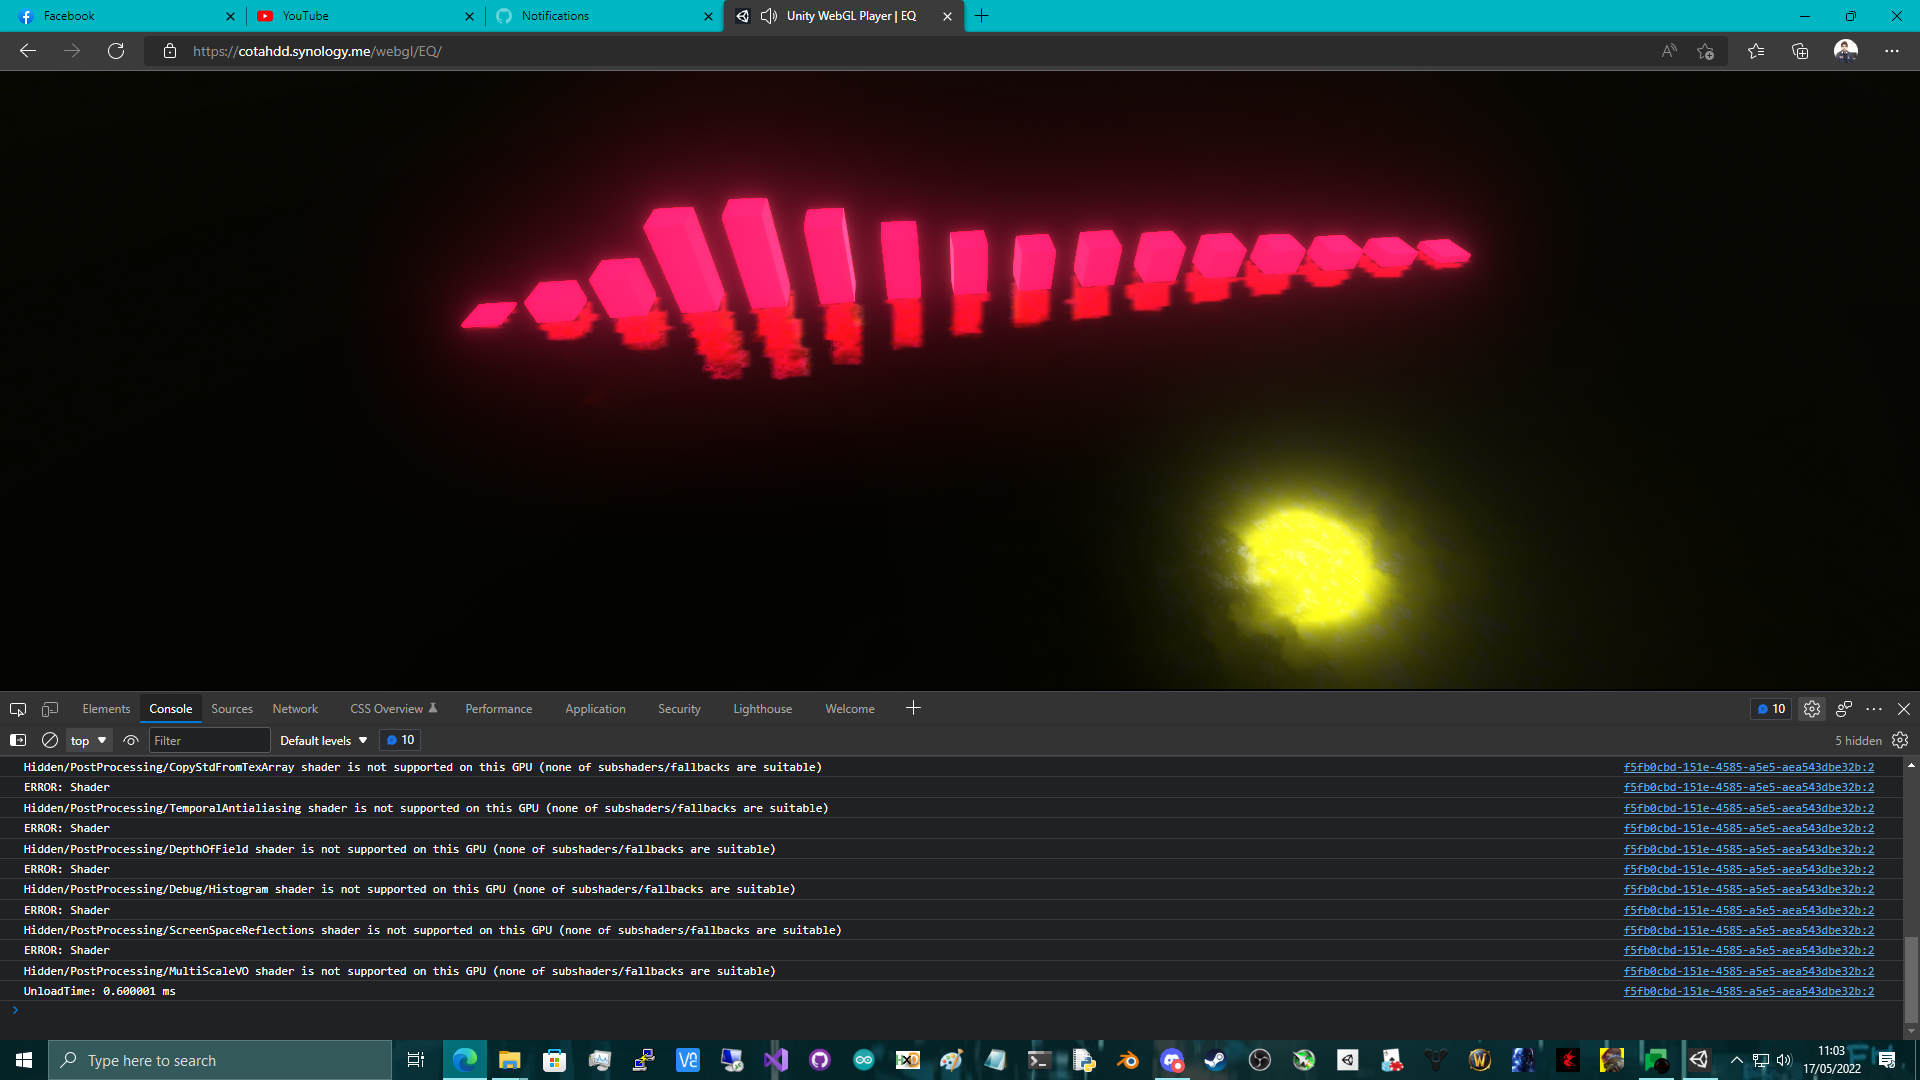 Facebook
YouTube
Notifications
Unity WebGL Player | EQ
https://cotahdd.synology.me/webgl/EQ/
Elements Console Sources Network CSS Overview Performance Application Security Lighthouse Welcome
10
top
Filter
Default levels
10
5 hidden
Hidden/PostProcessing/CopyStdFromTexArray shader is not supported on this GPU (none of subshaders/fallbacks are suitable) f5fb0cbd-151e-4585-a5e5-aea543dbe32b:2
ERROR: Shader f5fb0cbd-151e-4585-a5e5-aea543dbe32b:2
Hidden/PostProcessing/TemporalAntialiasing shader is not supported on this GPU (none of subshaders/fallbacks are suitable) f5fb0cbd-151e-4585-a5e5-aea543dbe32b:2
ERROR: Shader f5fb0cbd-151e-4585-a5e5-aea543dbe32b:2
Hidden/PostProcessing/DepthOfField shader is not supported on this GPU (none of subshaders/fallbacks are suitable) f5fb0cbd-151e-4585-a5e5-aea543dbe32b:2
ERROR: Shader f5fb0cbd-151e-4585-a5e5-aea543dbe32b:2
Hidden/PostProcessing/Debug/Histogram shader is not supported on this GPU (none of subshaders/fallbacks are suitable) f5fb0cbd-151e-4585-a5e5-aea543dbe32b:2
ERROR: Shader f5fb0cbd-151e-4585-a5e5-aea543dbe32b:2
Hidden/PostProcessing/ScreenSpaceReflections shader is not supported on this GPU (none of subshaders/fallbacks are suitable) f5fb0cbd-151e-4585-a5e5-aea543dbe32b:2
ERROR: Shader f5fb0cbd-151e-4585-a5e5-aea543dbe32b:2
Hidden/PostProcessing/MultiScaleVO shader is not supported on this GPU (none of subshaders/fallbacks are suitable) f5fb0cbd-151e-4585-a5e5-aea543dbe32b:2
UnloadTime: 0.600001 ms f5fb0cbd-151e-4585-a5e5-aea543dbe32b:2
Type here to search
11:03
17/05/2022